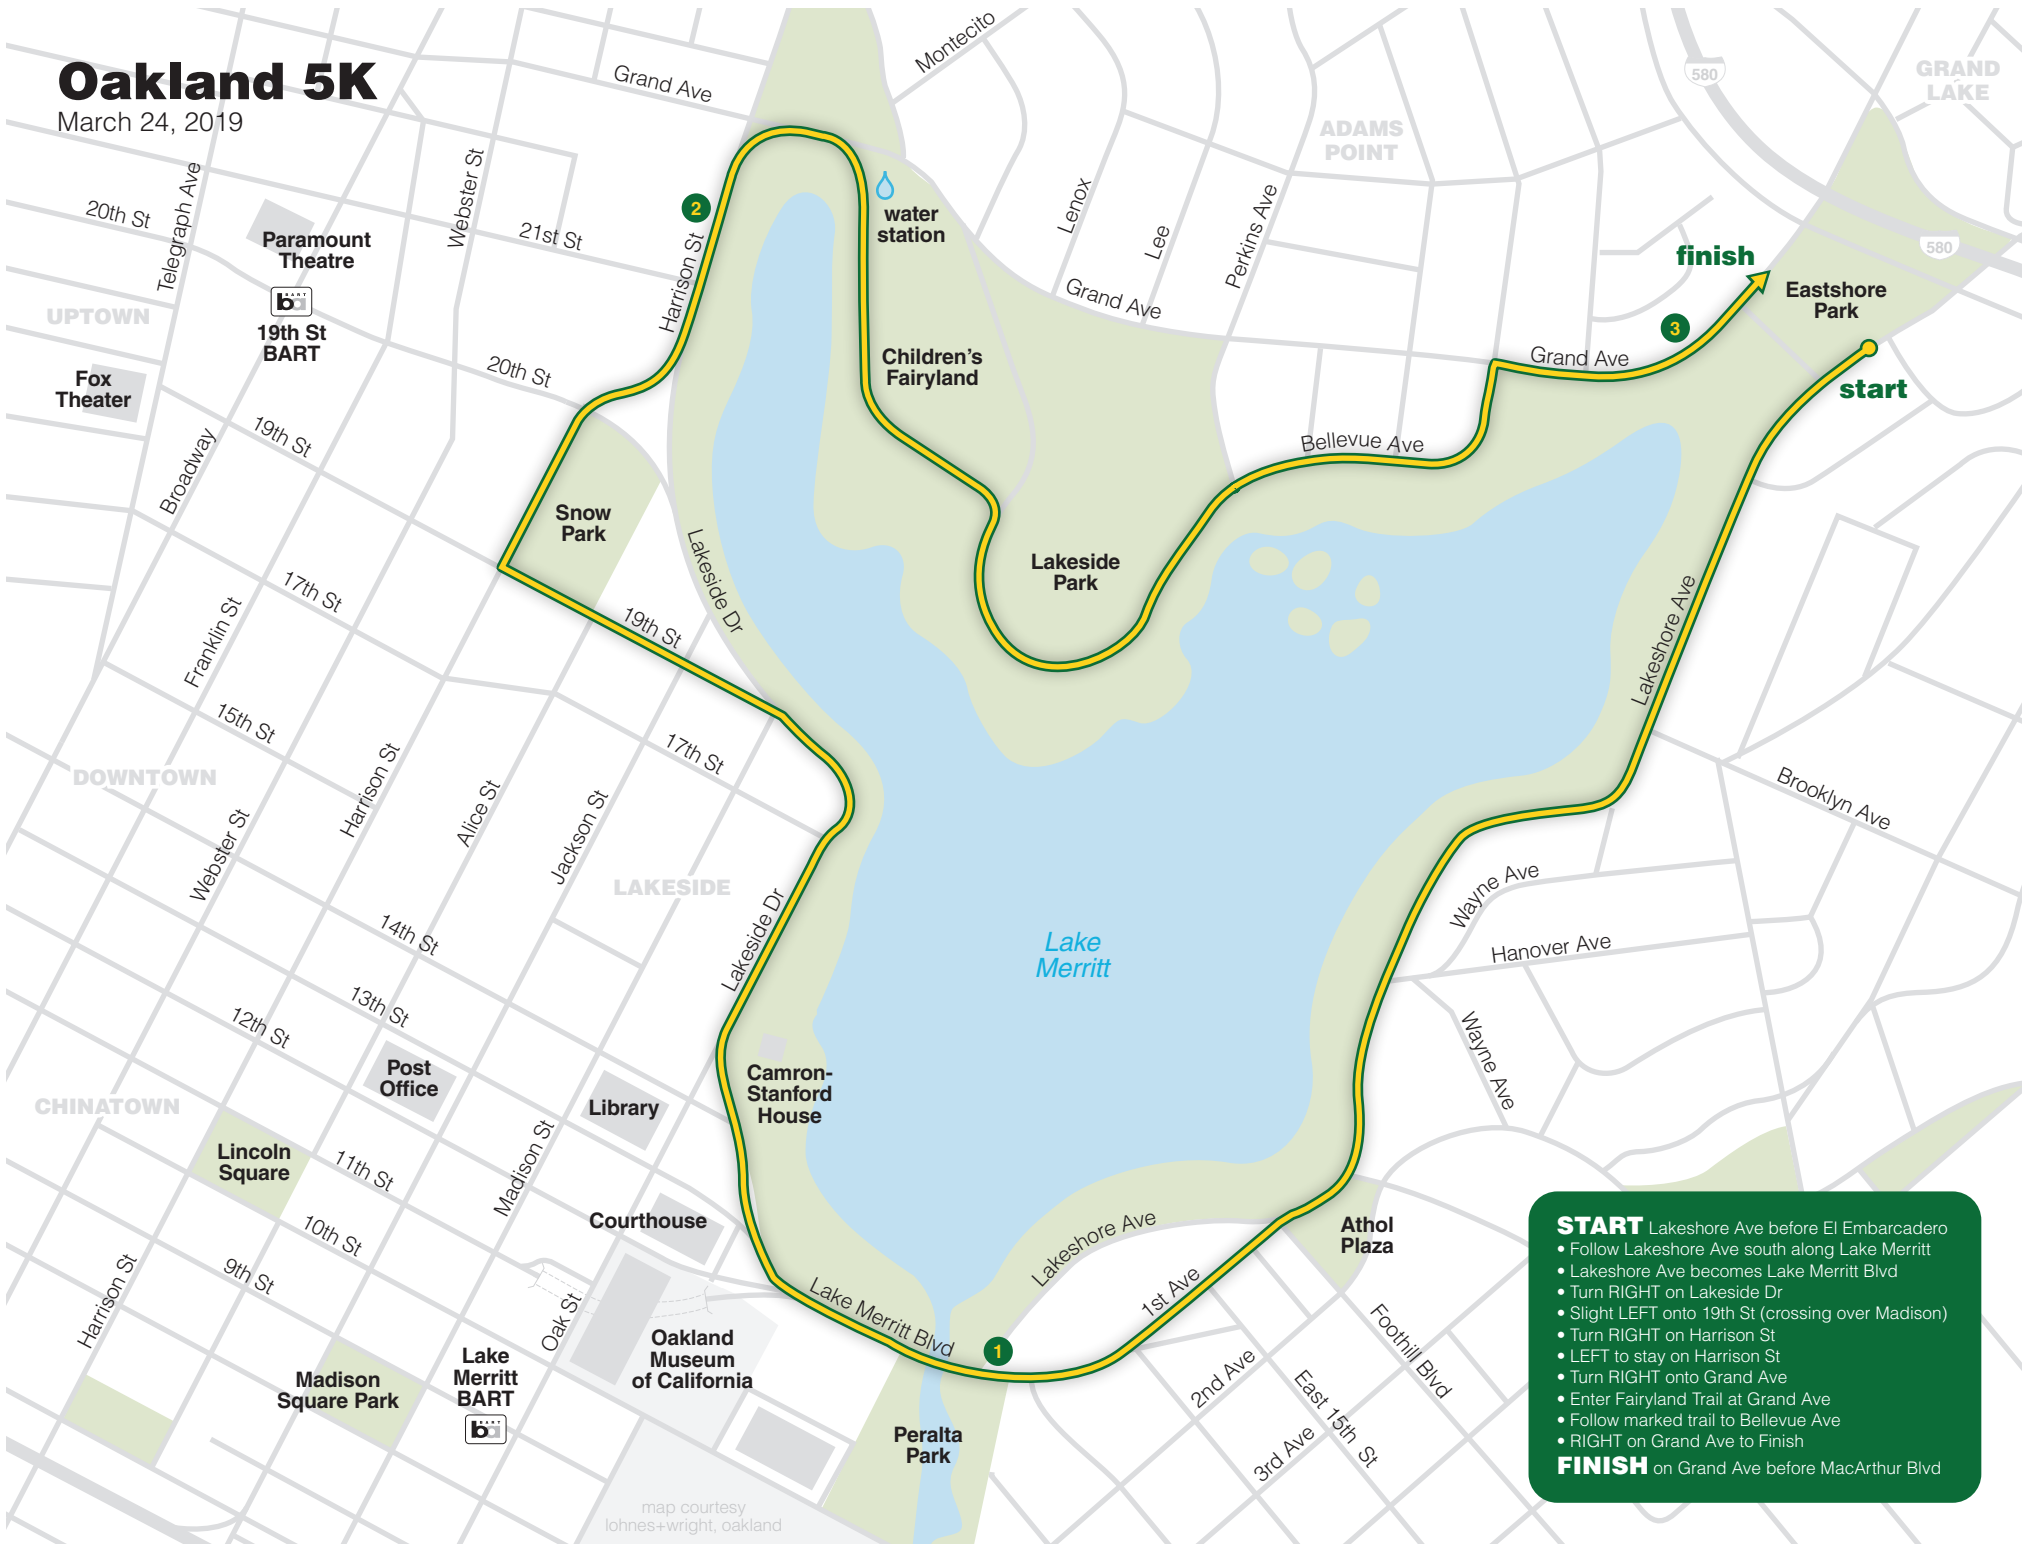 Oakland 5K
March 24, 2019
Montecito
Grand Ave
580
GRAND
LAKE
ADAMS
POINT
Telegraph Ave
Webster St
20th St
21st St
Paramount
Theatre
19th St
BART
UPTOWN
Fox
Theater
2
Harrison St
water
station
Lenox
Lee
Perkins Ave
Grand Ave
580
finish
Eastshore
Park
3
Grand Ave
start
Children's
Fairyland
20th St
19th St
Broadway
Bellevue Ave
Snow
Park
Lakeside Dr
Lakeside
Park
17th St
19th St
Franklin St
Lakeshore Ave
15th St
17th St
DOWNTOWN
Harrison St
Alice St
Jackson St
Webster St
Brooklyn Ave
LAKESIDE
Wayne Ave
14th St
Lakeside Dr
Lake
Merritt
Hanover Ave
13th St
12th St
Wayne Ave
Post
Office
Camron-
Stanford
House
CHINATOWN
Library
Lincoln
Square
11th St
Madison St
10th St
Courthouse
Lakeshore Ave
Athol
Plaza
9th St
Harrison St
Oak St
Lake Merritt Blvd
1
1st Ave
Foothill Blvd
Oakland
Museum
of California
Lake
Merritt
BART
Madison
Square Park
2nd Ave
East 15th St
3rd Ave
Peralta
Park
map courtesy
lohnes+wright, oakland
START Lakeshore Ave before El Embarcadero
• Follow Lakeshore Ave south along Lake Merritt
• Lakeshore Ave becomes Lake Merritt Blvd
• Turn RIGHT on Lakeside Dr
• Slight LEFT onto 19th St (crossing over Madison)
• Turn RIGHT on Harrison St
• LEFT to stay on Harrison St
• Turn RIGHT onto Grand Ave
• Enter Fairyland Trail at Grand Ave
• Follow marked trail to Bellevue Ave
• RIGHT on Grand Ave to Finish
FINISH on Grand Ave before MacArthur Blvd